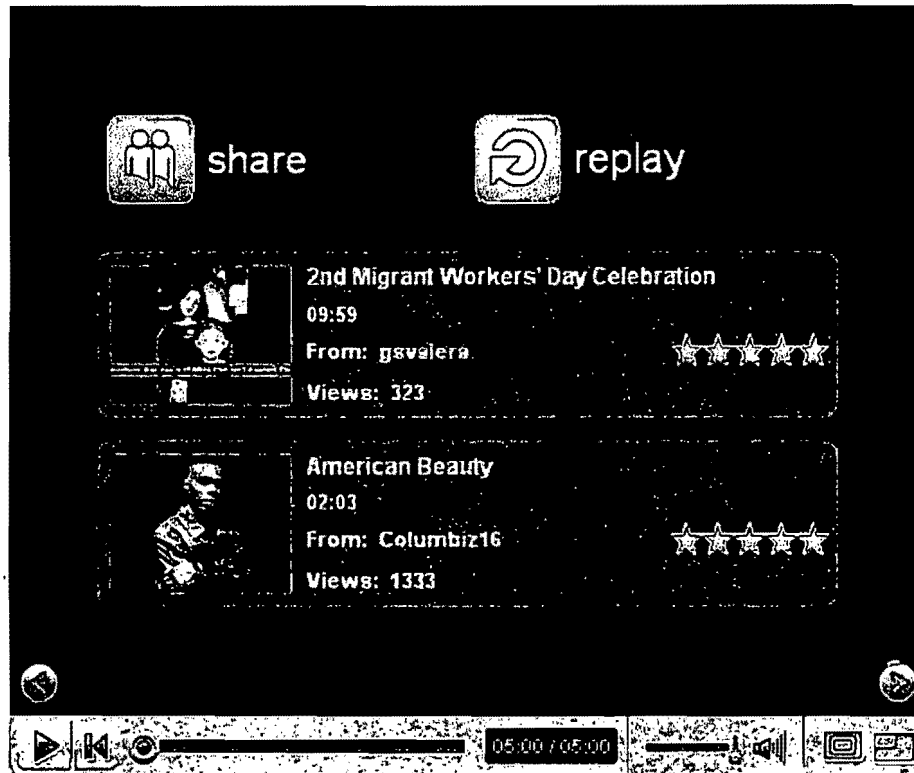 share
replay
2nd Migrant Workers' Day Celebration
09:59
From: gsvalera
Views: 323
American Beauty
02:03
From: Columbiz16
Views: 1333
05:00 / 05:00